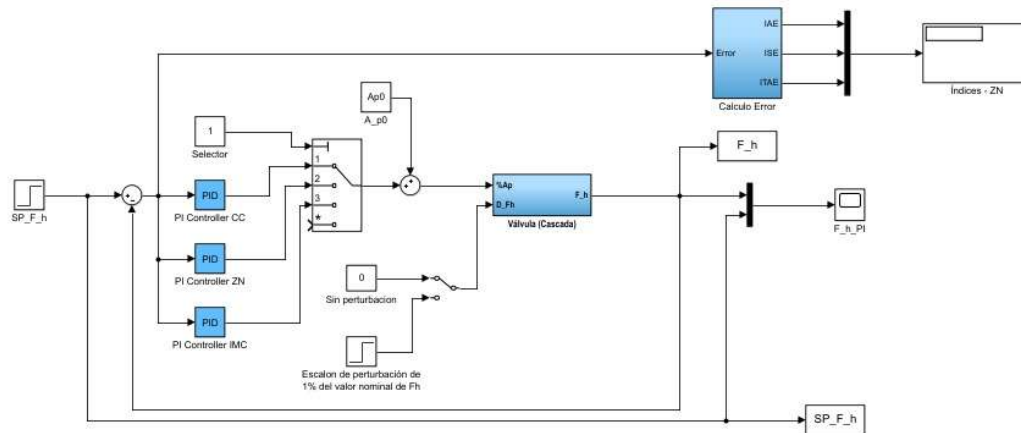 IAE
Error
ISE
ITAE
Calculo Error
Índices - ZN
Ap0
A_p0
1
Selector
1
2
3
*
SP_F_h
+
-
PID
PI Controller CC
PID
PI Controller ZN
PID
PI Controller IMC
+
+
%Ap
D_Fh
F_h
Válvula (Cascada)
F_h
F_h_PI
0
Sin perturbacion
Escalon de perturbación de
1% del valor nominal de Fh
SP_F_h